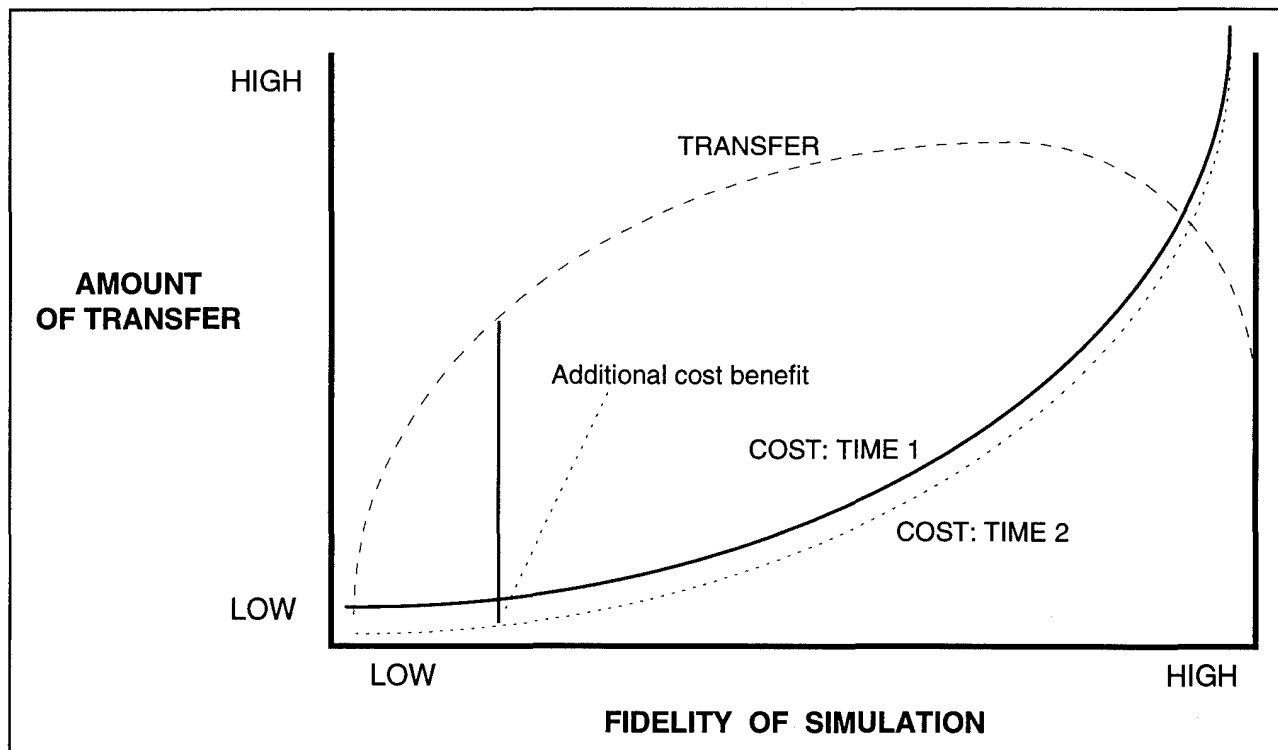 HIGH
TRANSFER
AMOUNT
OF TRANSFER
Additional cost benefit
COST: TIME 1
COST: TIME 2
LOW
LOW
HIGH
FIDELITY OF SIMULATION